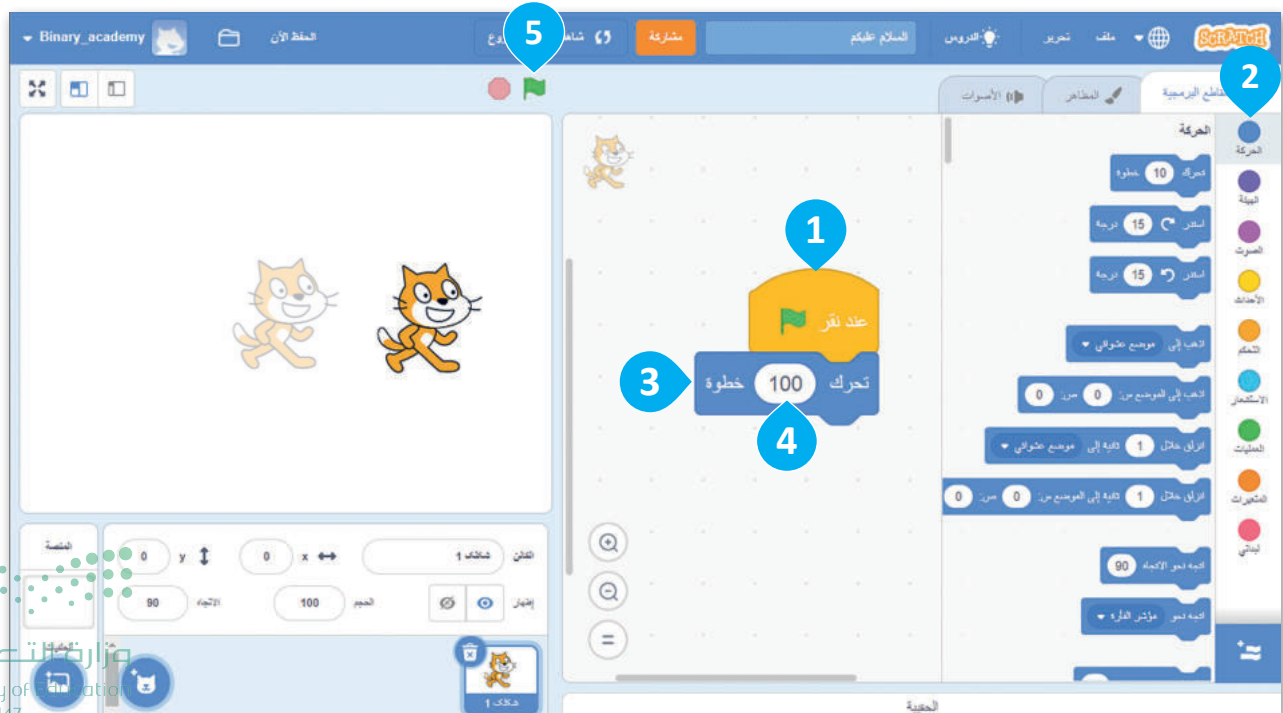 SCRATCH
ملف
تحرير
الدروس
السلام عليكم
مشاركة
5
الحفظ الآن
Binary_academy
2
المظاهر
الأصوات
الحركة
الحركة
الهيئة
الصوت
الأحداث
التحكم
الاستشعار
العمليات
المتغيرات
لبناتي
تحرك 10 خطوة
استدر 15 درجة
استدر 15 درجة
اذهب إلى موضع عشوائي
اذهب إلى الموضع س: 0 ص: 0
انزلق خلال 1 ثانية إلى موضع عشوائي
انزلق خلال 1 ثانية إلى الموضع س: 0 ص: 0
اتجه نحو الاتجاه 90
اتجه نحو مؤشر الفأرة
1
عند نقر
تحرك 100 خطوة
3
4
الحقيبة
الكائن
x 0
y 0
إظهار
الحجم 100
الاتجاه 90
المنصة